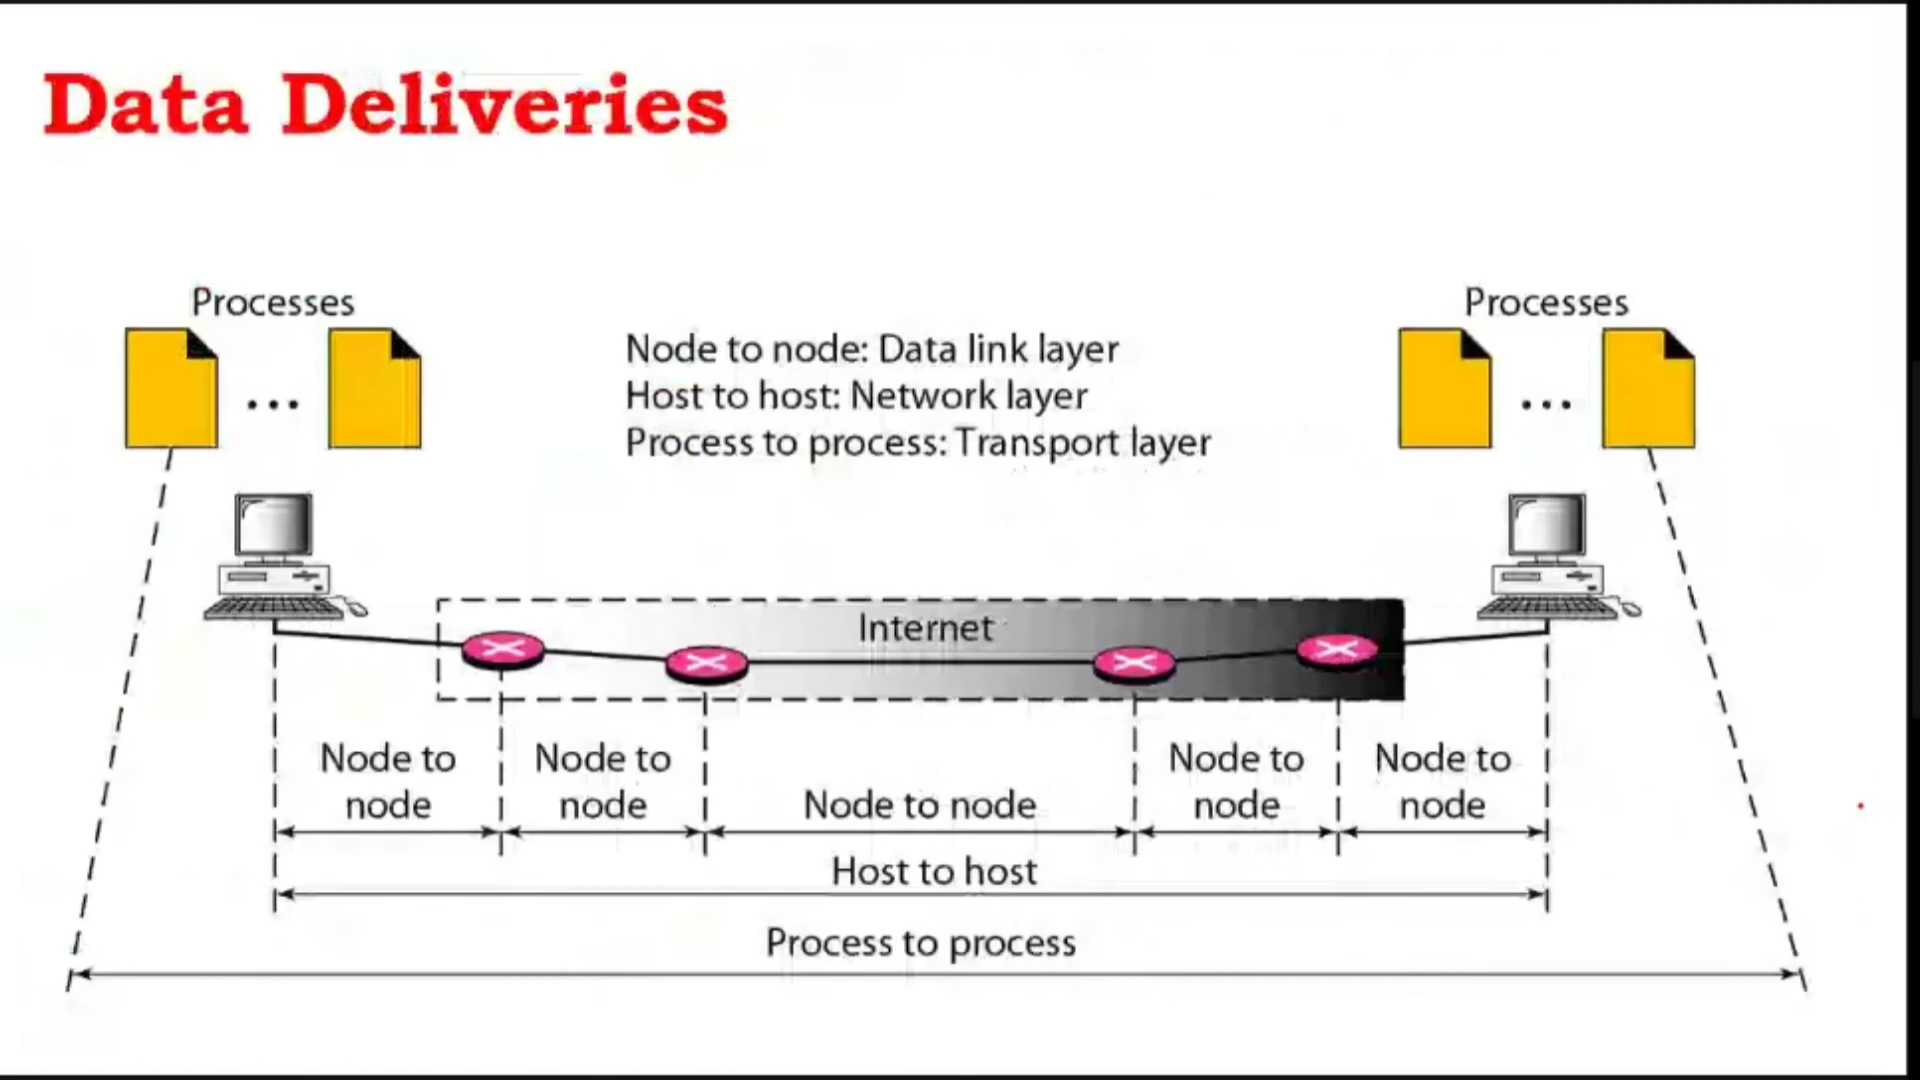 Data Deliveries
Processes
Processes
Node to node: Data link layer
Host to host: Network layer
Process to process: Transport layer
Internet
Node to
node
Node to
node
Node to node
Node to
node
Node to
node
Host to host
Process to process